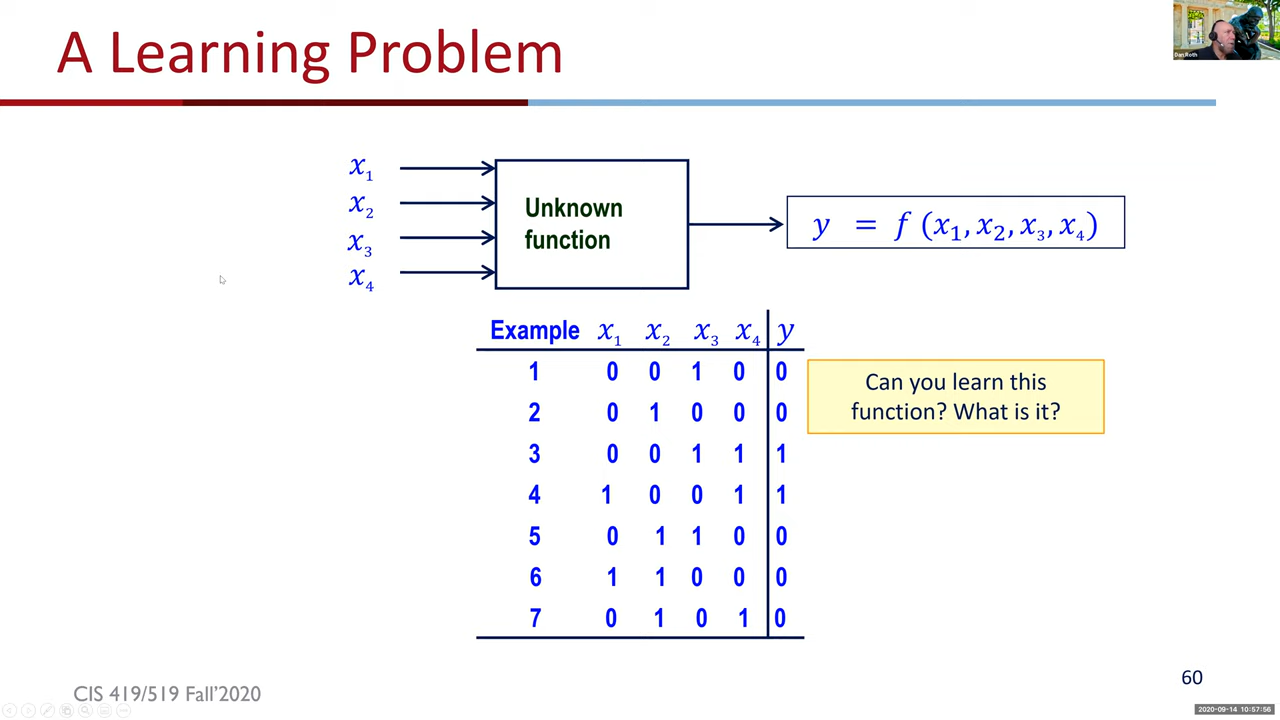 A Learning Problem
Dan Roth
x₁
x₂
x₃
x₄
Unknown
function
y = f (x₁, x₂, x₃, x₄)
Example x₁ x₂ x₃ x₄ y
1 0 0 1 0 0
2 0 1 0 0 0
3 0 0 1 1 1
4 1 0 0 1 1
5 0 1 1 0 0
6 1 1 0 0 0
7 0 1 0 1 0
Can you learn this
function? What is it?
CIS 419/519 Fall’2020
60
2020-09-14 10:57:56